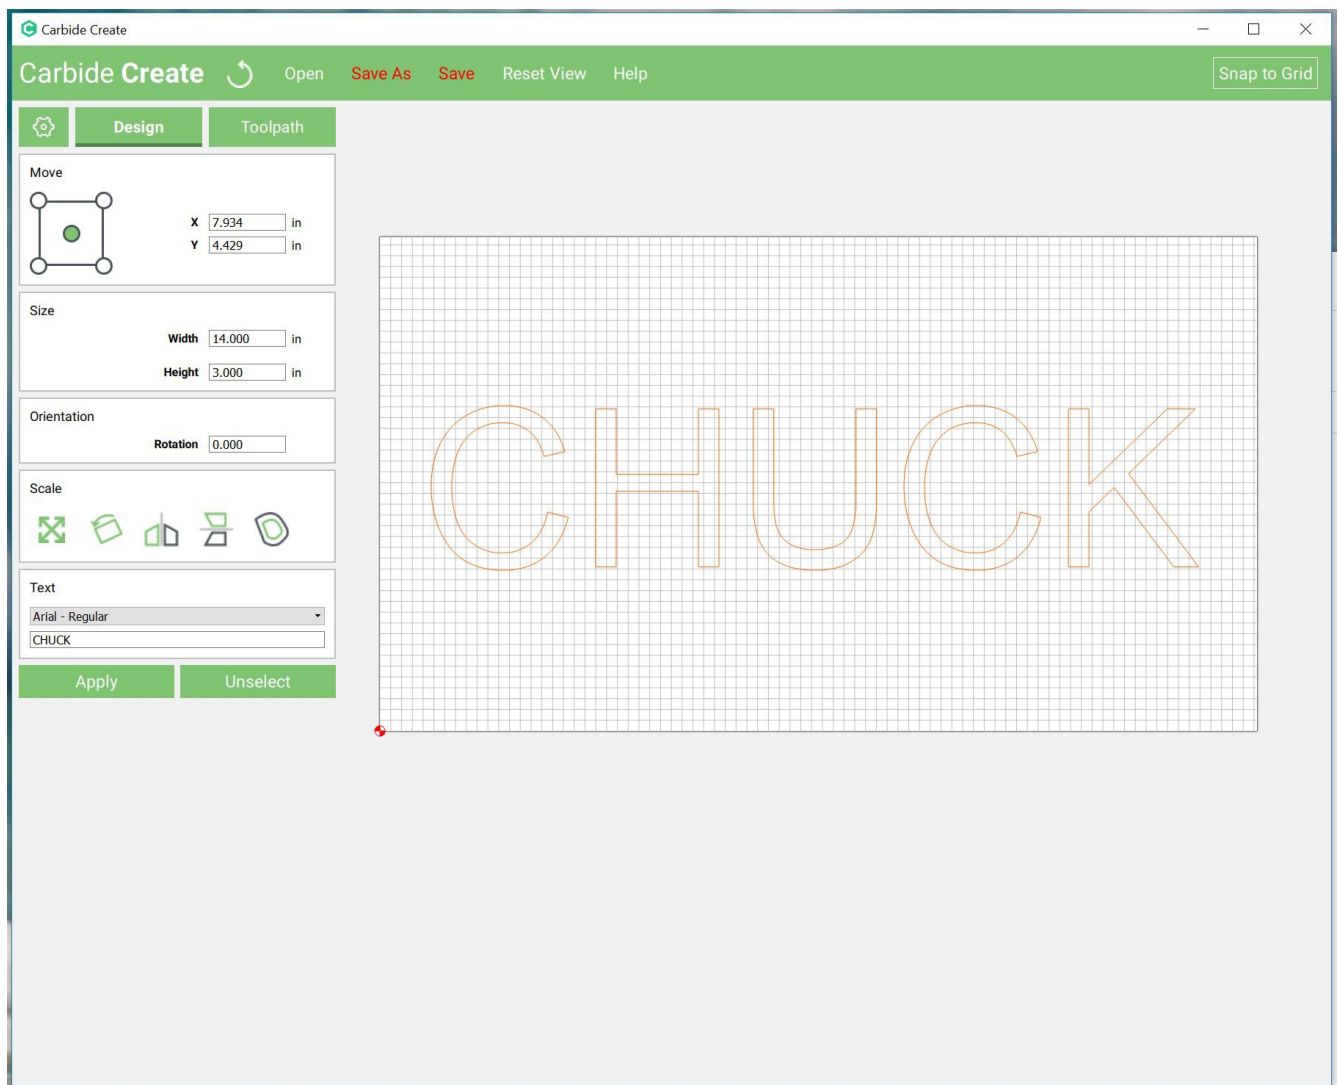 Carbide Create
Carbide Create Open Save As Save Reset View Help Snap to Grid
Design Toolpath
Move
X 7.934 in
Y 4.429 in
Size
Width 14.000 in
Height 3.000 in
Orientation
Rotation 0.000
Scale
Text
Arial - Regular
CHUCK
Apply Unselect
CHUCK